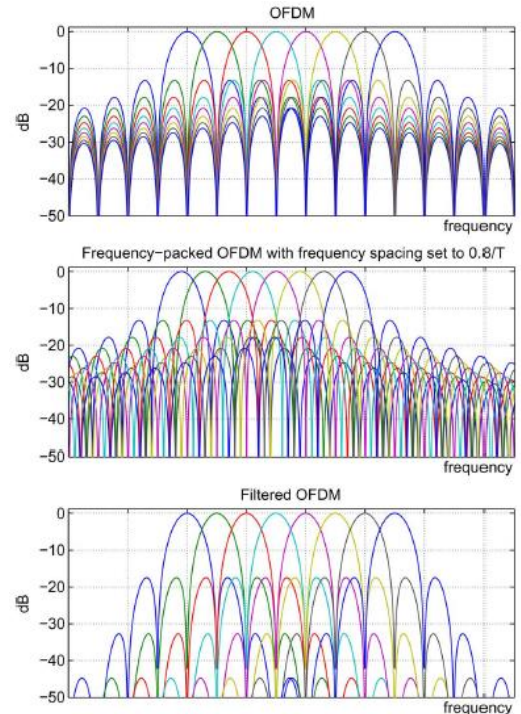 OFDM
0
−10
−20
−30
−40
−50
dB
frequency
Frequency−packed OFDM with frequency spacing set to 0.8/T
0
−10
−20
−30
−40
−50
dB
frequency
Filtered OFDM
0
−10
−20
−30
−40
−50
dB
frequency